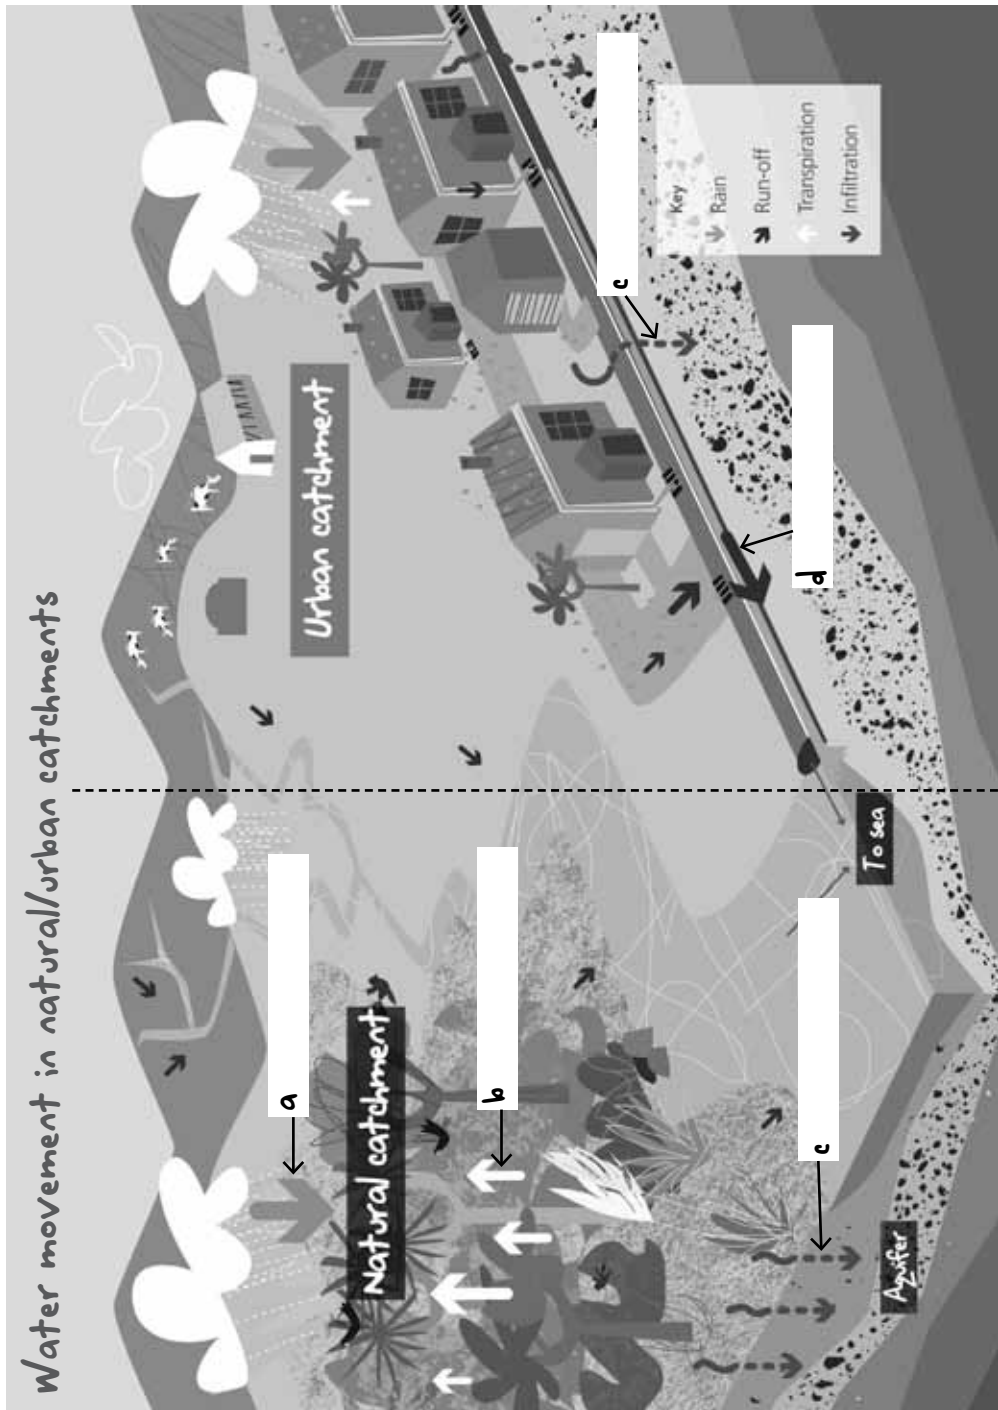 Water movement in natural/urban catchments
a
Natural catchment
b
c
Aquifer
To sea
Urban catchment
c
d
Key
Rain
Run-off
Transpiration
Infiltration